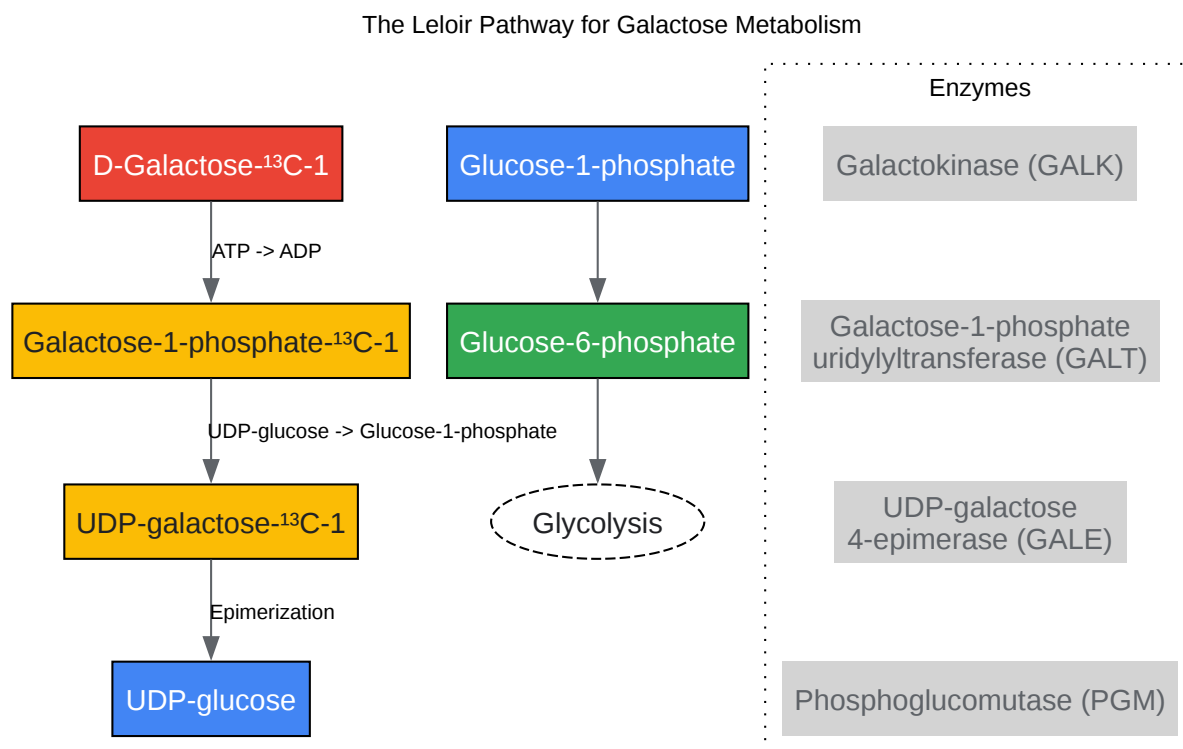 The Leloir Pathway for Galactose Metabolism
Enzymes
D-Galactose-¹³C-1
Glucose-1-phosphate
Galactokinase (GALK)
ATP -> ADP
Galactose-1-phosphate-¹³C-1
Glucose-6-phosphate
Galactose-1-phosphate
uridylyltransferase (GALT)
UDP-glucose -> Glucose-1-phosphate
UDP-galactose-¹³C-1
Glycolysis
UDP-galactose
4-epimerase (GALE)
Epimerization
UDP-glucose
Phosphoglucomutase (PGM)